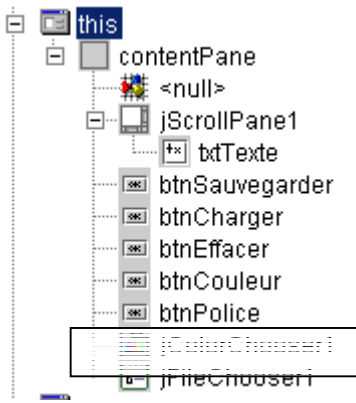 this
contentPane
<null>
jScrollPane1
txtTexte
btnSauvegarder
btnCharger
btnEffacer
btnCouleur
btnPolice
jColorChooser1
jFileChooser1